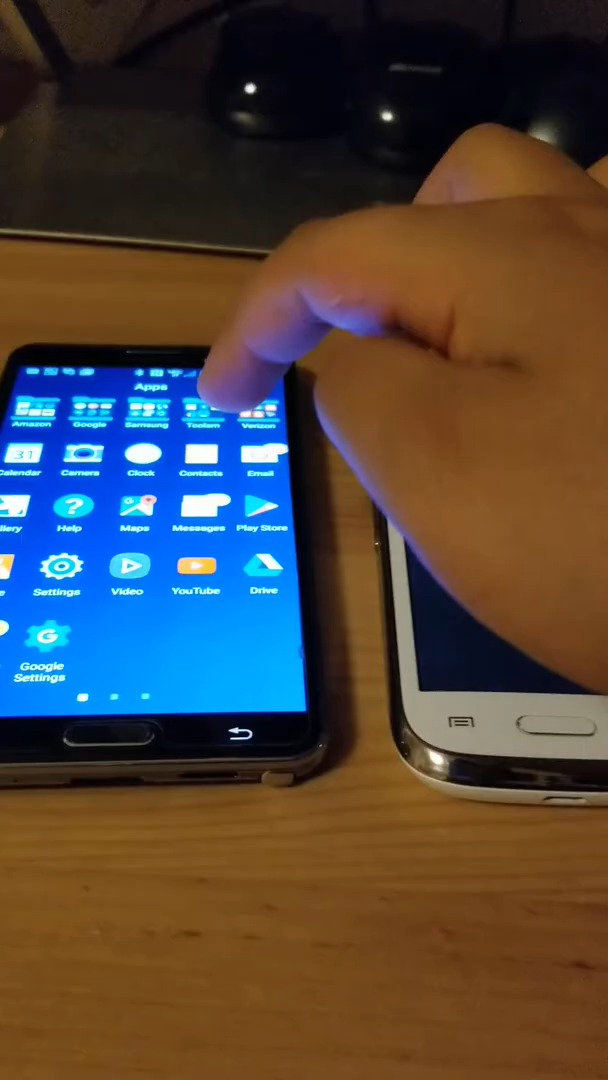 Apps
Amazon Google Samsung Verizon
31
Calendar Camera Clock Contacts Email
llery Help Maps Messages Play Store
Settings Video YouTube Drive
G
Google
Settings